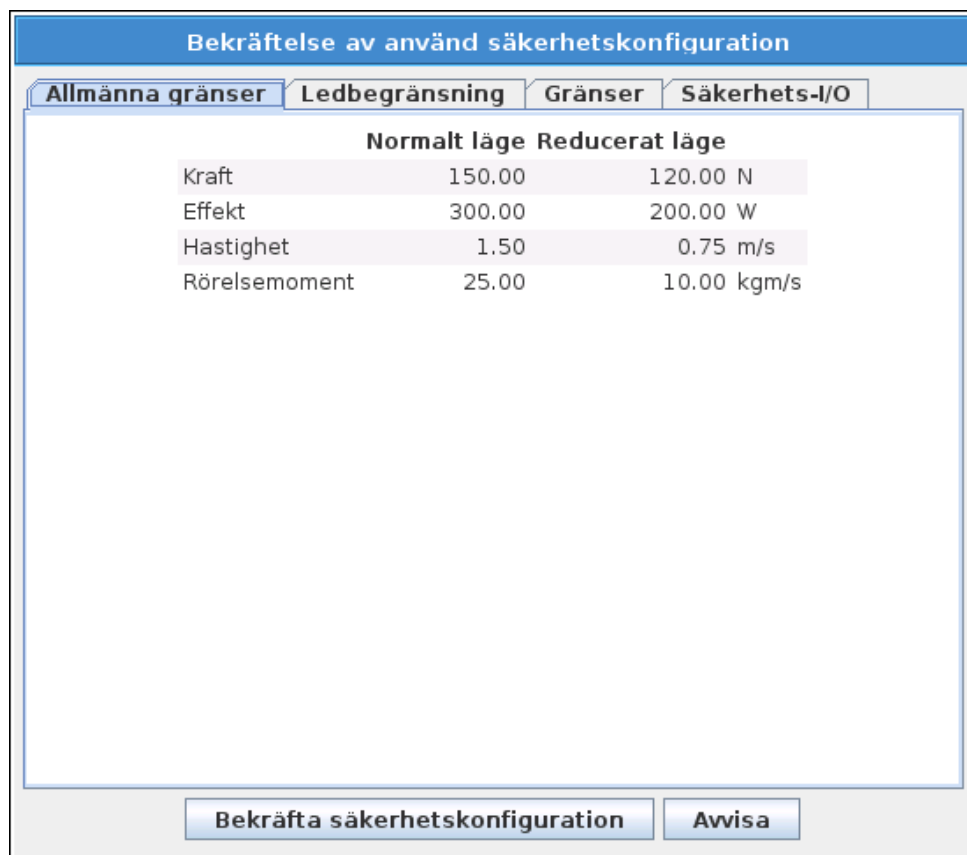 Bekräftelse av använd säkerhetskonfiguration
Allmänna gränser Ledbegränsning Gränser Säkerhets-I/O
Normalt läge Reducerat läge
Kraft 150.00 120.00 N
Effekt 300.00 200.00 W
Hastighet 1.50 0.75 m/s
Rörelsemoment 25.00 10.00 kgm/s
Bekräfta säkerhetskonfiguration Avvisa